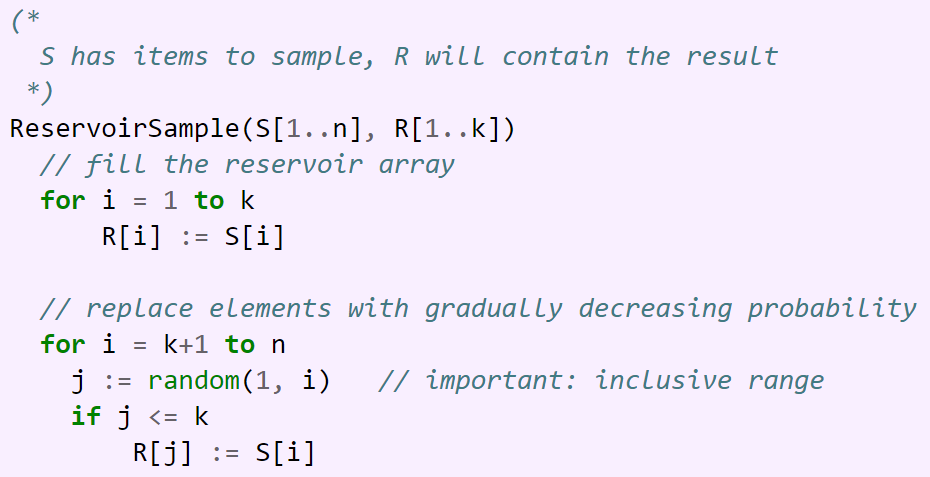 (*
  S has items to sample, R will contain the result
 *)
ReservoirSample(S[1..n], R[1..k])
  // fill the reservoir array
  for i = 1 to k
      R[i] := S[i]

  // replace elements with gradually decreasing probability
  for i = k+1 to n
    j := random(1, i)   // important: inclusive range
    if j <= k
        R[j] := S[i]